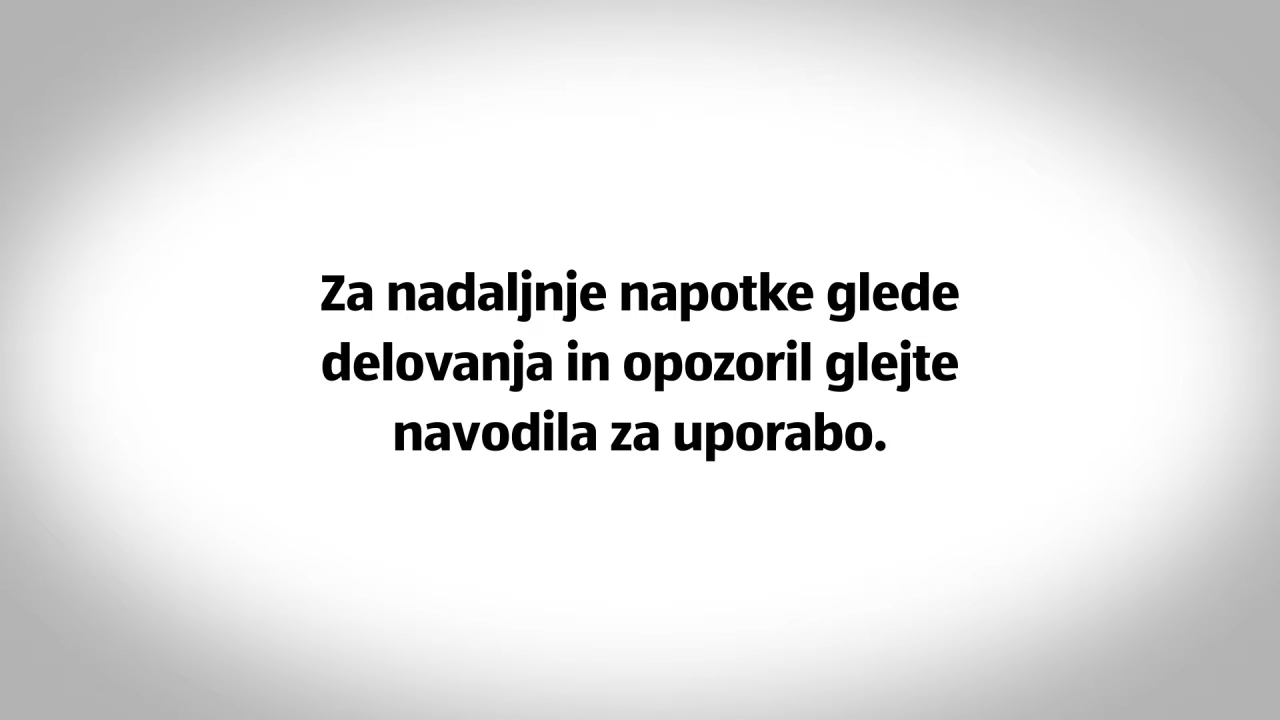 Za nadaljnje napotke glede
delovanja in opozoril glejte
navodila za uporabo.